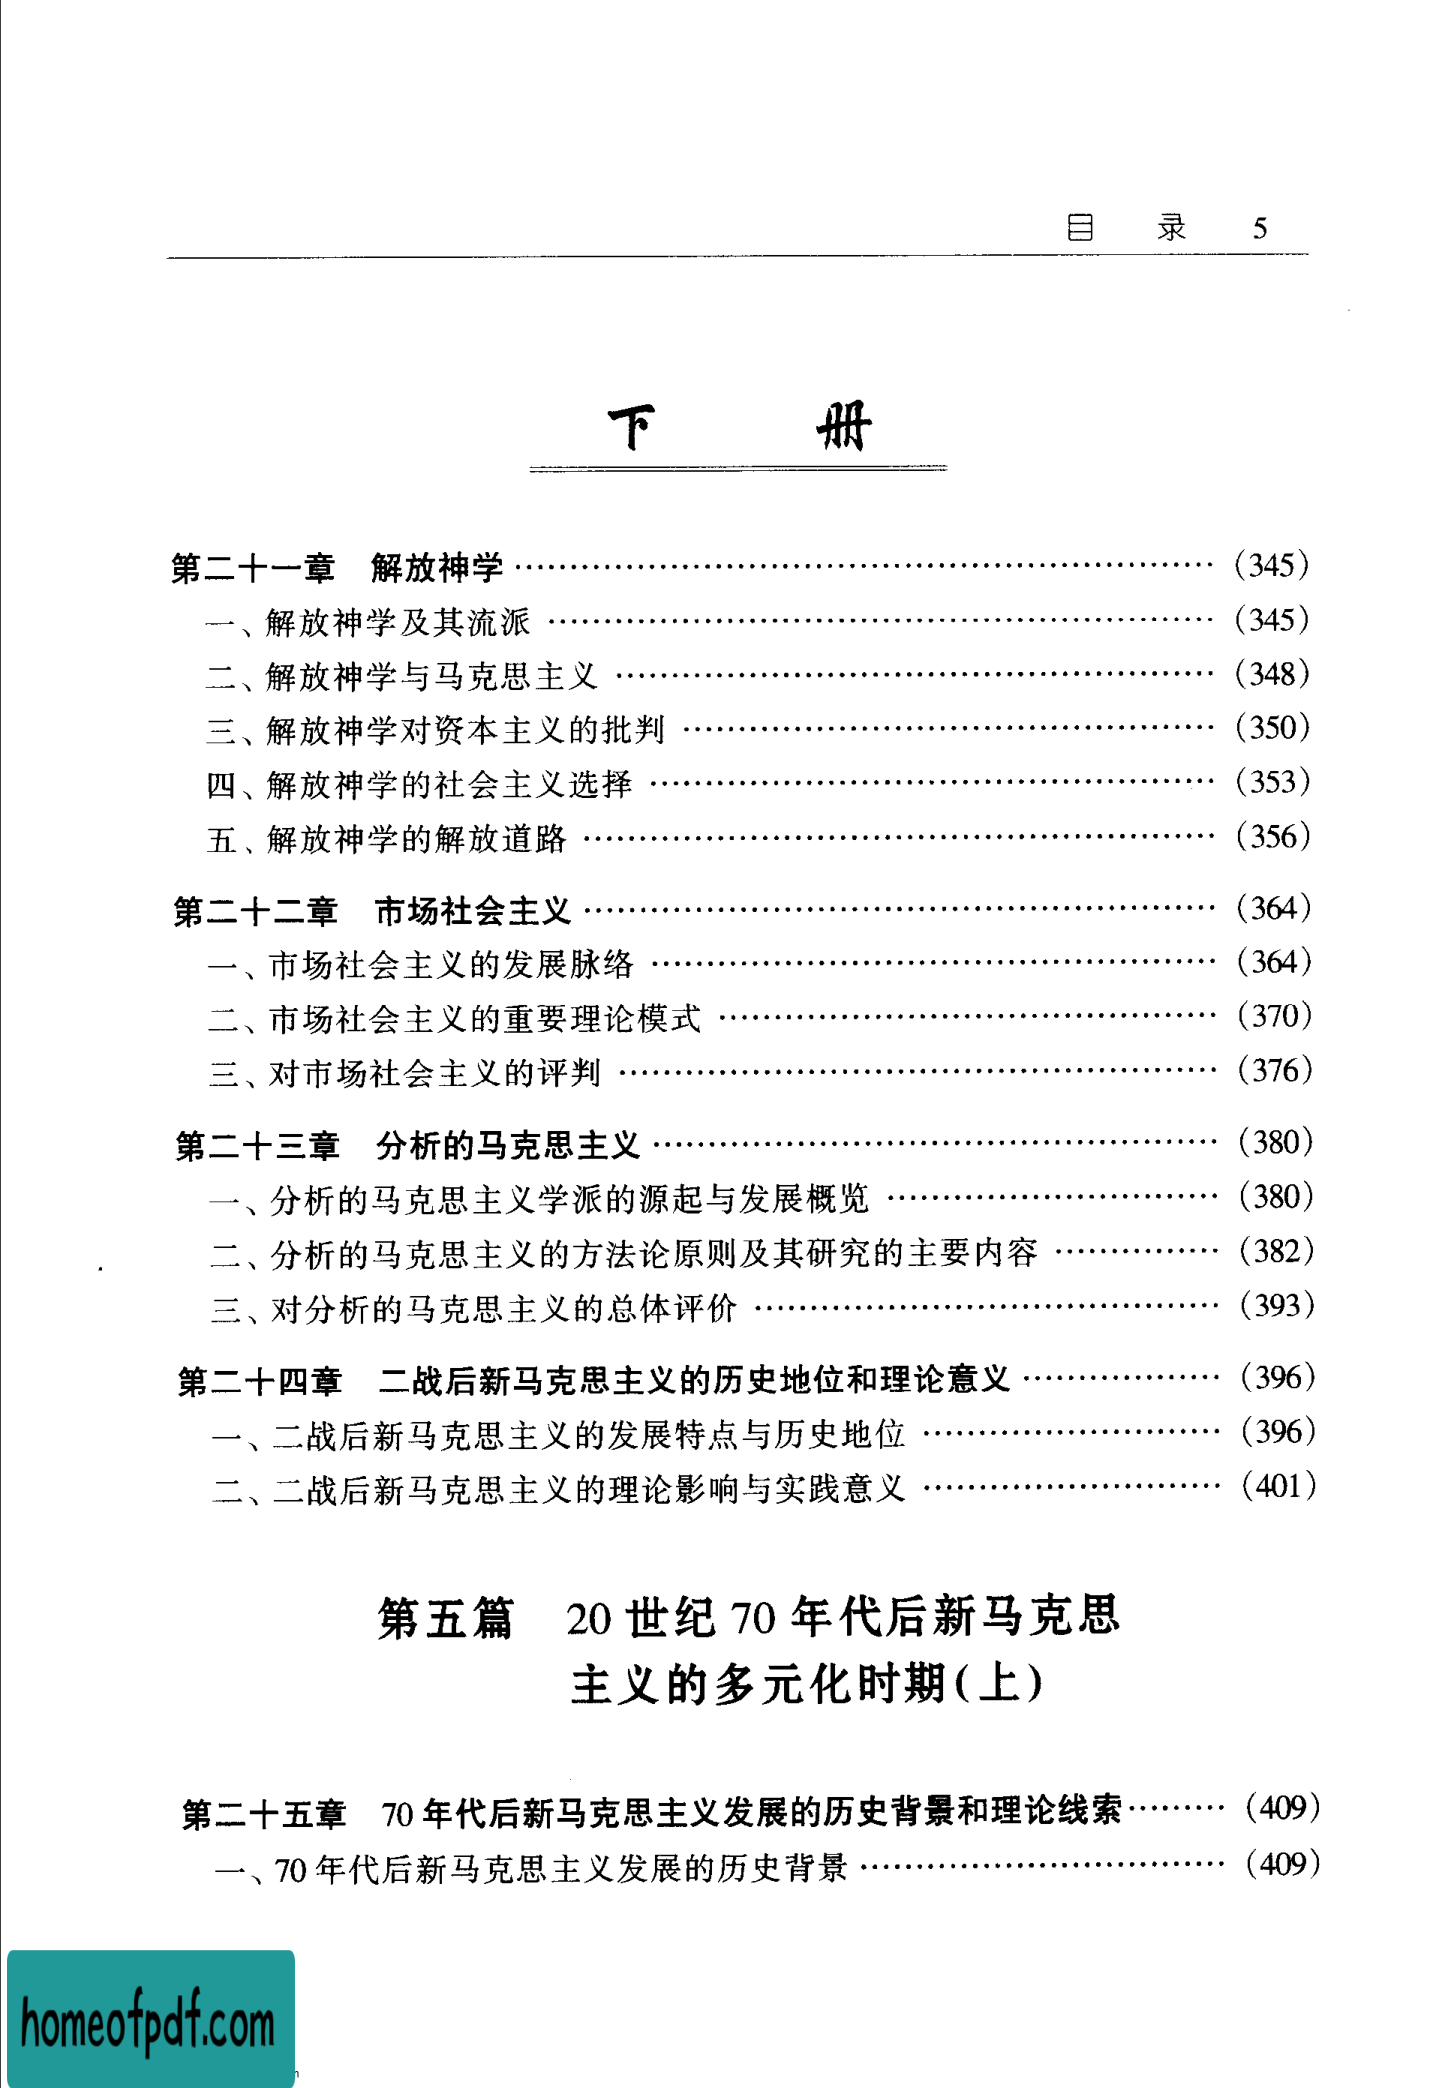 目 录 5
下 册
第二十一章 解放神学 …………………………………………………… (345)
一、解放神学及其流派 ………………………………………………… (345)
二、解放神学与马克思主义 …………………………………………… (348)
三、解放神学对资本主义的批判 ……………………………………… (350)
四、解放神学的社会主义选择 ………………………………………… (353)
五、解放神学的解放道路 ……………………………………………… (356)
第二十二章 市场社会主义 ……………………………………………… (364)
一、市场社会主义的发展脉络 ………………………………………… (364)
二、市场社会主义的重要理论模式 …………………………………… (370)
三、对市场社会主义的评判 …………………………………………… (376)
第二十三章 分析的马克思主义 ………………………………………… (380)
一、分析的马克思主义学派的源起与发展概览 ……………………… (380)
二、分析的马克思主义的方法论原则及其研究的主要内容 ………… (382)
三、对分析的马克思主义的总体评价 ………………………………… (393)
第二十四章 二战后新马克思主义的历史地位和理论意义 …………… (396)
一、二战后新马克思主义的发展特点与历史地位 …………………… (396)
二、二战后新马克思主义的理论影响与实践意义 …………………… (401)
第五篇 20世纪70年代后新马克思
主义的多元化时期(上)
第二十五章 70年代后新马克思主义发展的历史背景和理论线索 ……… (409)
一、70年代后新马克思主义发展的历史背景 ………………………… (409)
homeofpdf.com